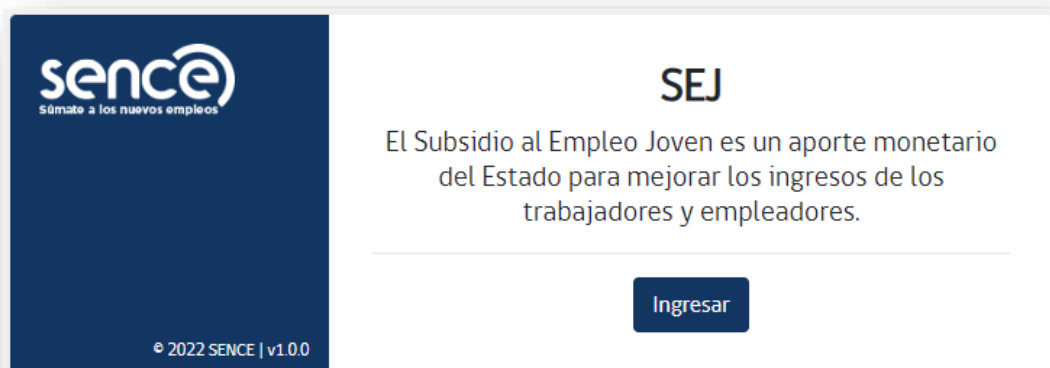 sence
Súmate a los nuevos empleos
SEJ
El Subsidio al Empleo Joven es un aporte monetario
del Estado para mejorar los ingresos de los
trabajadores y empleadores.
Ingresar
© 2022 SENCE | v1.0.0